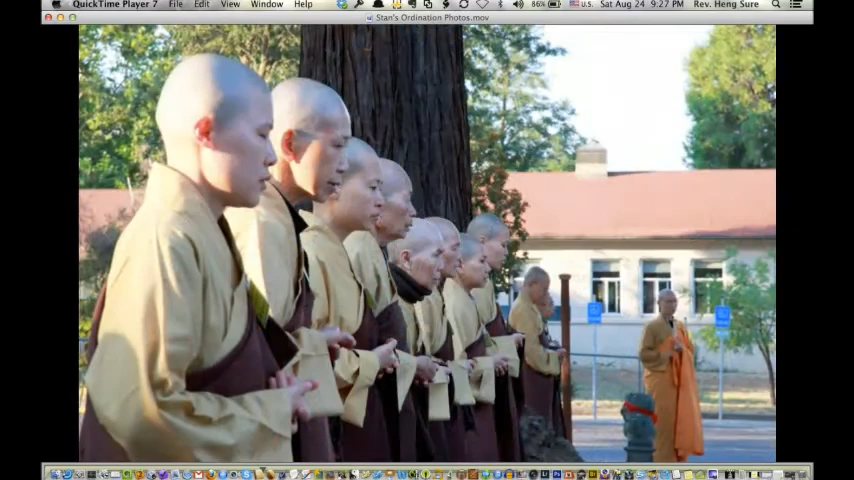 QuickTime Player 7 File Edit View Window Help 86% U.S. Sat Aug 24 9:27 PM Rev. Heng Sure
Stan's Ordination Photos.mov